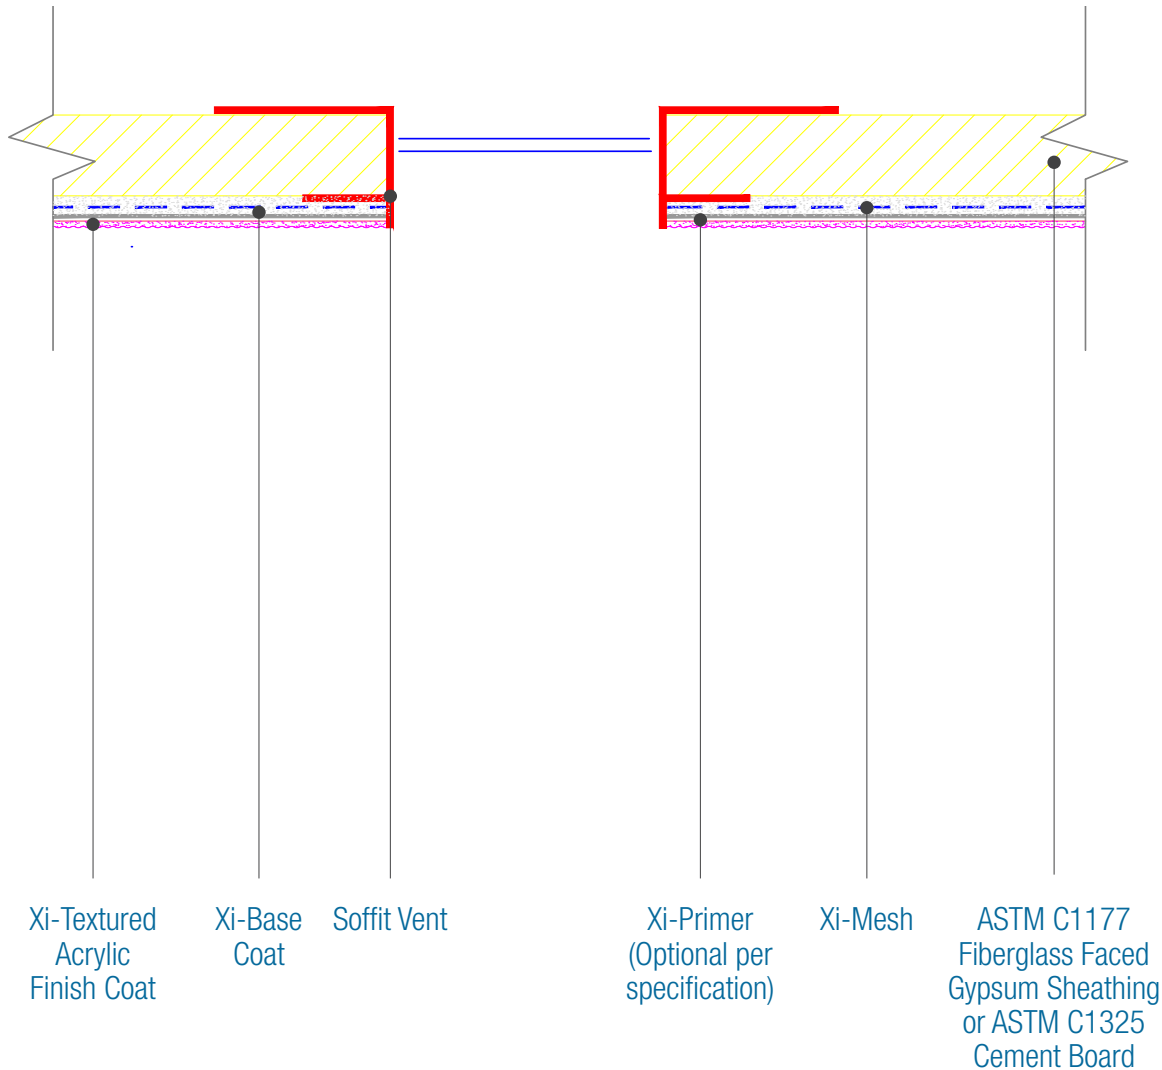 Xi-Textured
Acrylic
Finish Coat
Xi-Base
Coat
Soffit Vent
Xi-Primer
(Optional per
specification)
Xi-Mesh
ASTM C1177
Fiberglass Faced
Gypsum Sheathing
or ASTM C1325
Cement Board